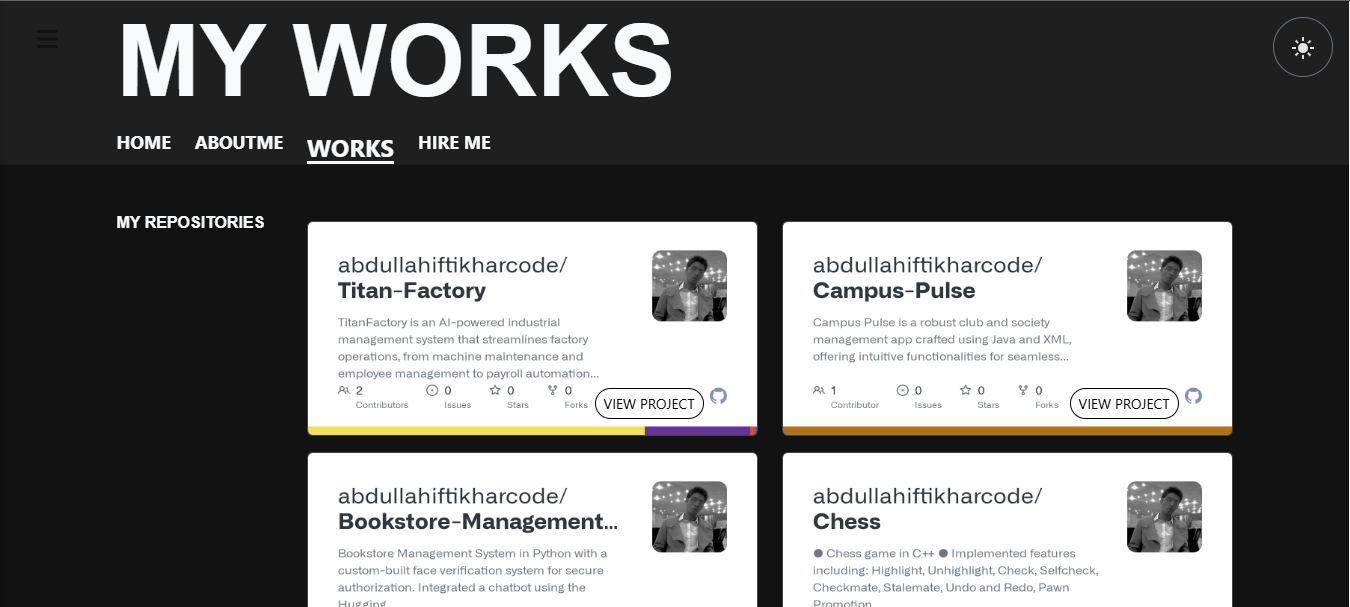 MY WORKS
HOME ABOUTME WORKS HIRE ME
MY REPOSITORIES
abdullahiftikharcode/
Titan-Factory
TitanFactory is an AI-powered industrial
management system that streamlines factory
operations, from machine maintenance and
employee management to payroll automation...
2 0 0 0
Contributors Issues Stars Forks
VIEW PROJECT
abdullahiftikharcode/
Campus-Pulse
Campus Pulse is a robust club and society
management app crafted using Java and XML,
offering intuitive functionalities for seamless...
1 0 0 0
Contributor Issues Stars Forks
VIEW PROJECT
abdullahiftikharcode/
Bookstore-Management...
Bookstore Management System in Python with a
custom-built face verification system for secure
authorization. Integrated a chatbot using the
Hugging
abdullahiftikharcode/
Chess
● Chess game in C++ ● Implemented features
including: Highlight, Unhighlight, Check, Selfcheck,
Checkmate, Stalemate, Undo and Redo, Pawn
Promotion